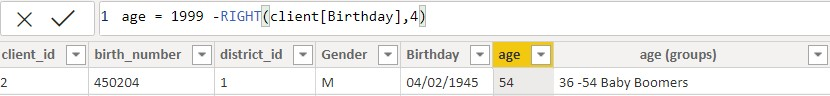 1 age = 1999 -RIGHT(client[Birthday],4)
client_id birth_number district_id Gender Birthday age age (groups)
2 450204 1 M 04/02/1945 54 36 -54 Baby Boomers